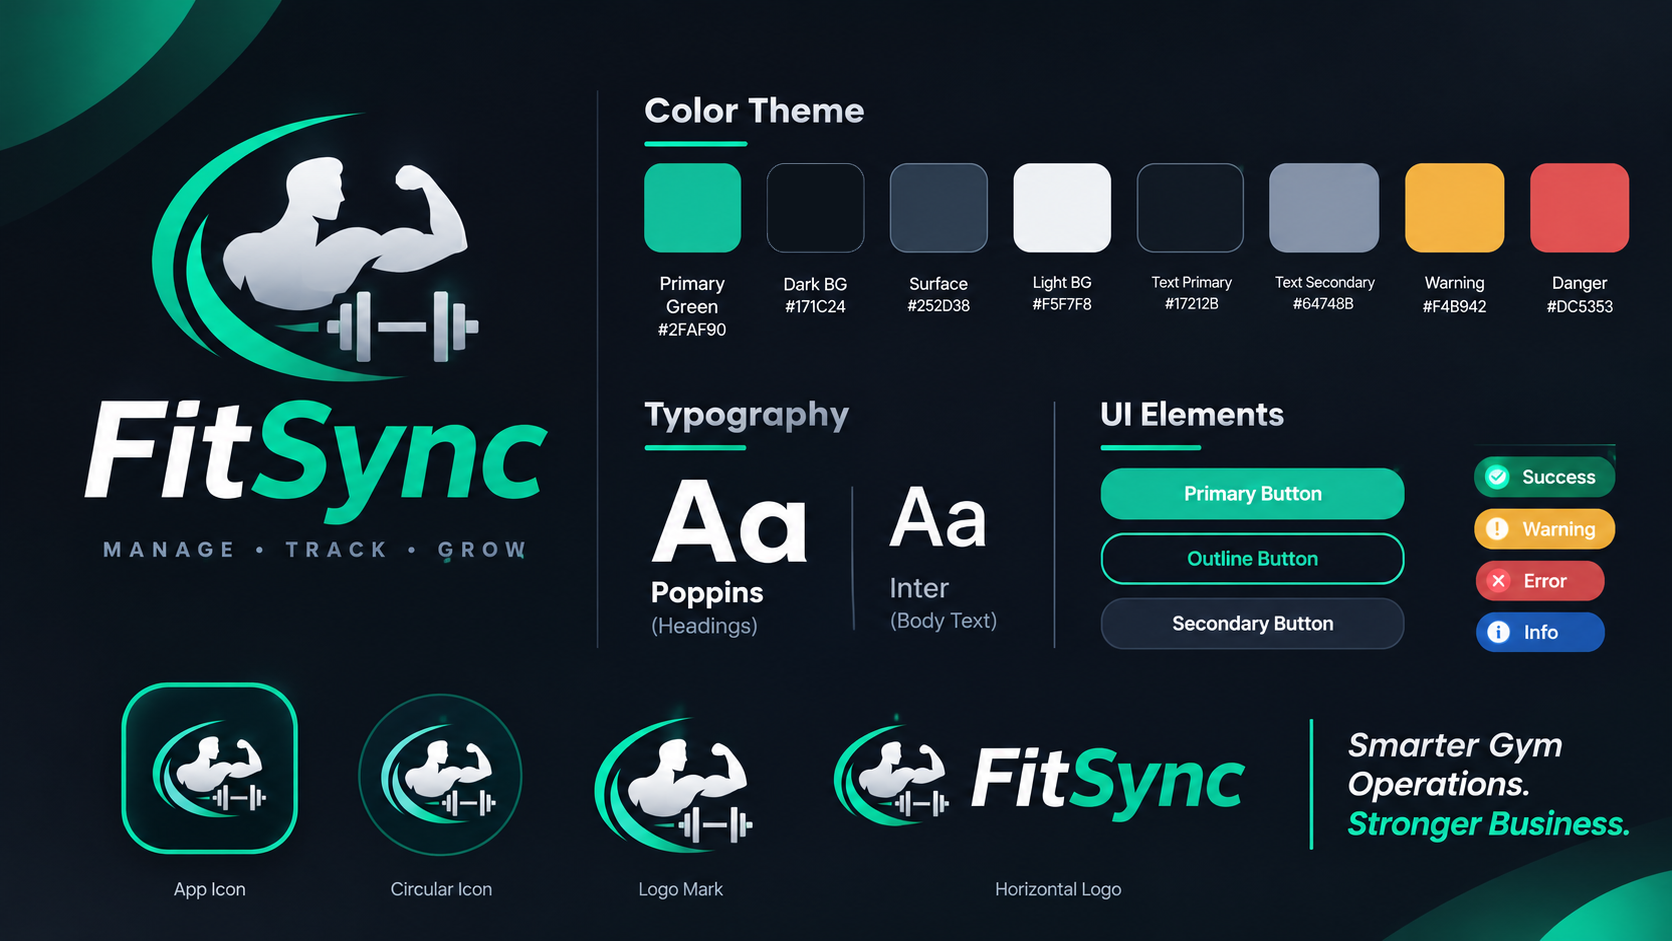 FitSync
MANAGE • TRACK • GROW
Color Theme
Primary
Green
#2FAF90
Dark BG
#171C24
Surface
#252D38
Light BG
#F5F7F8
Text Primary
#17212B
Text Secondary
#64748B
Warning
#F4B942
Danger
#DC5353
Typography
Aa
Poppins
(Headings)
Aa
Inter
(Body Text)
UI Elements
Primary Button
Outline Button
Secondary Button
Success
Warning
Error
Info
App Icon
Circular Icon
Logo Mark
FitSync
Horizontal Logo
Smarter Gym
Operations.
Stronger Business.